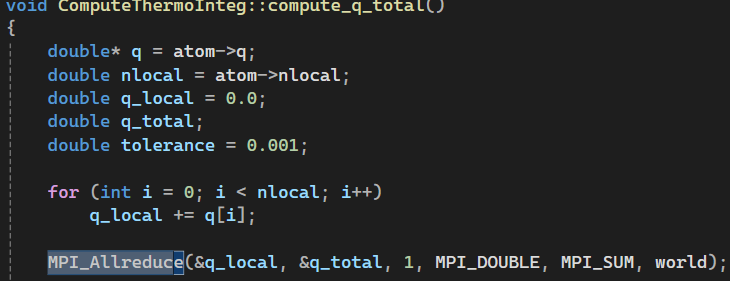 void ComputeThermoInteg::compute_q_total()
{
double* q = atom->q;
double nlocal = atom->nlocal;
double q_local = 0.0;
double q_total;
double tolerance = 0.001;
for (int i = 0; i < nlocal; i++)
q_local += q[i];
MPI_Allreduce(&q_local, &q_total, 1, MPI_DOUBLE, MPI_SUM, world);